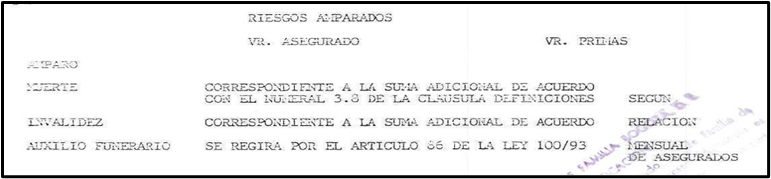 RIESGOS AMPARADOS
VR. ASEGURADO VR. PRIMAS
AMPARO
MUERTE CORRESPONDIENTE A LA SUMA ADICIONAL DE ACUERDO
CON EL NUMERAL 3.8 DE LA CLAUSULA DEFINICIONES SEGUN
INVALIDEZ CORRESPONDIENTE A LA SUMA ADICIONAL DE ACUERDO RELACION
AUXILIO FUNERARIO SE REGIRA POR EL ARTICULO 86 DE LA LEY 100/93 MENSUAL
DE ASEGURADOS
FAMILIA BOGOTA